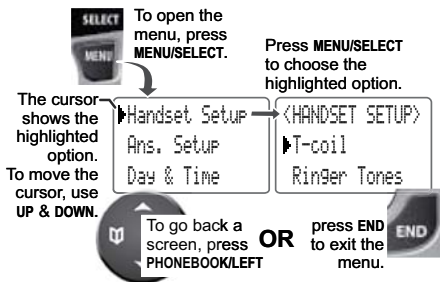 SELECT
MENU
To open the
menu, press
MENU/SELECT.
Press MENU/SELECT
to choose the
highlighted option.
The cursor
shows the
highlighted
option.
To move the
cursor, use
UP & DOWN.
Handset Setup
Ans. Setup
Day & Time
<HANDSET SETUP>
T-coil
Ringer Tones
To go back a
screen, press
PHONEBOOK/LEFT
OR
press END
to exit the
menu.
END